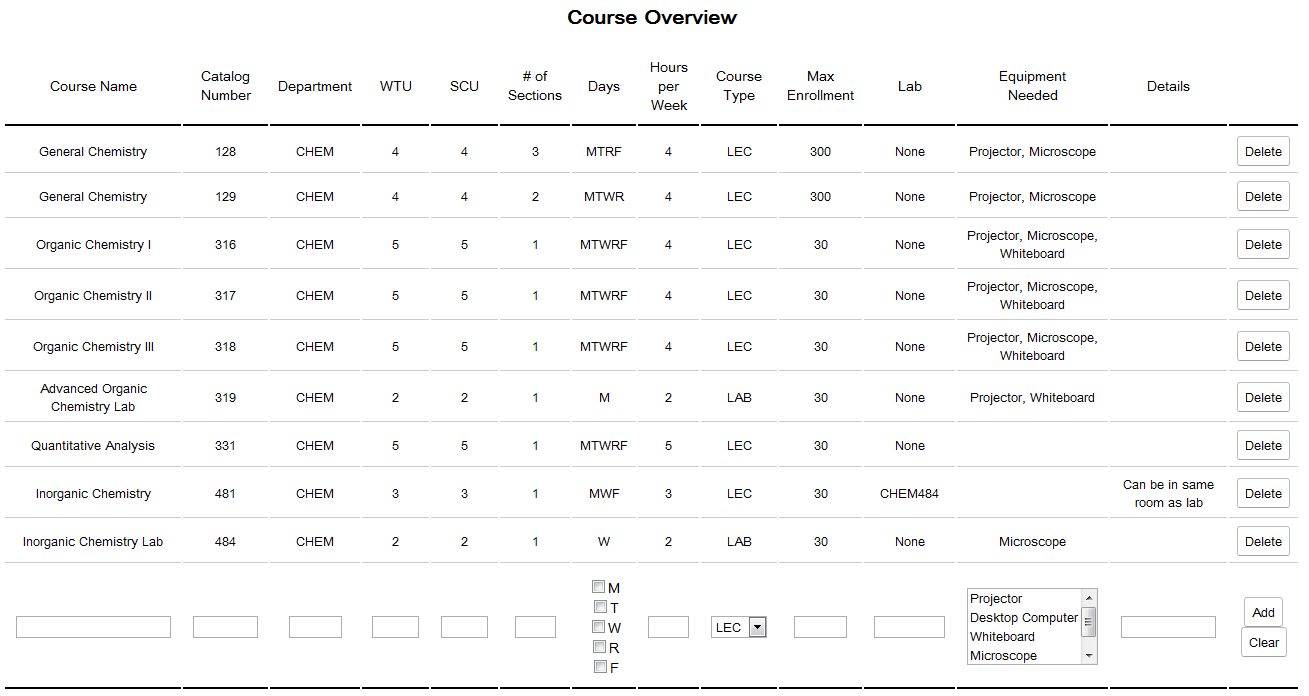 Course Overview
Course Name Catalog Number Department WTU SCU # of Sections Days Hours per Week Course Type Max Enrollment Lab Equipment Needed Details
General Chemistry 128 CHEM 4 4 3 MTRF 4 LEC 300 None Projector, Microscope Delete
General Chemistry 129 CHEM 4 4 2 MTWR 4 LEC 300 None Projector, Microscope Delete
Organic Chemistry I 316 CHEM 5 5 1 MTWRF 4 LEC 30 None Projector, Microscope, Whiteboard Delete
Organic Chemistry II 317 CHEM 5 5 1 MTWRF 4 LEC 30 None Projector, Microscope, Whiteboard Delete
Organic Chemistry III 318 CHEM 5 5 1 MTWRF 4 LEC 30 None Projector, Microscope, Whiteboard Delete
Advanced Organic Chemistry Lab 319 CHEM 2 2 1 M 2 LAB 30 None Projector, Whiteboard Delete
Quantitative Analysis 331 CHEM 5 5 1 MTWRF 5 LEC 30 None Delete
Inorganic Chemistry 481 CHEM 3 3 1 MWF 3 LEC 30 CHEM484 Can be in same room as lab Delete
Inorganic Chemistry Lab 484 CHEM 2 2 1 W 2 LAB 30 None Microscope Delete
M
T
W
R
F
LEC
Projector
Desktop Computer
Whiteboard
Microscope
Add
Clear